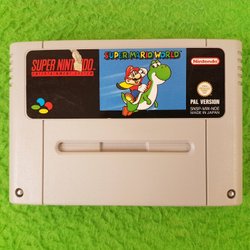 SUPER NINTENDO
ENTERTAINMENT SYSTEM
SUPER MARIO WORLD
Nintendo
PAL VERSION
SNSP-MW-NOE
MADE IN JAPAN